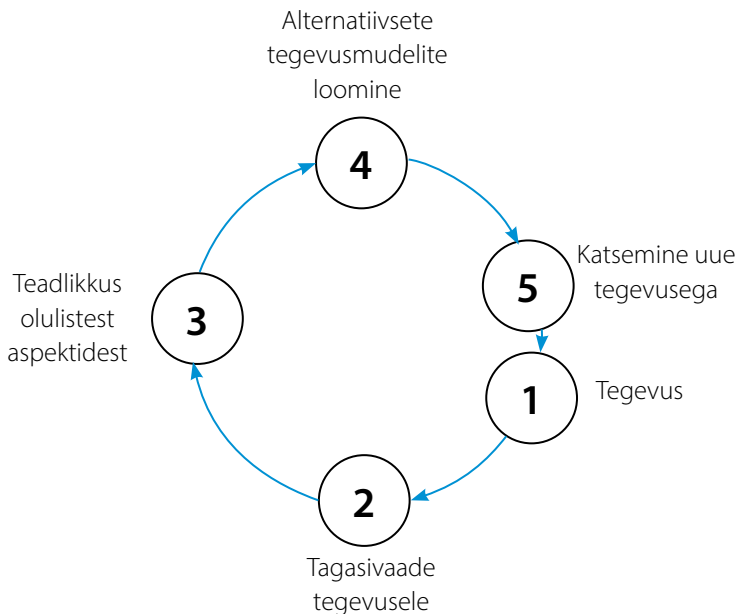 Alternatiivsete
tegevusmudelite
loomine
4
Katsemine uue
tegevusega
5
Teadlikkus
olulistest
aspektidest
3
1
Tegevus
2
Tagasivaade
tegevusele